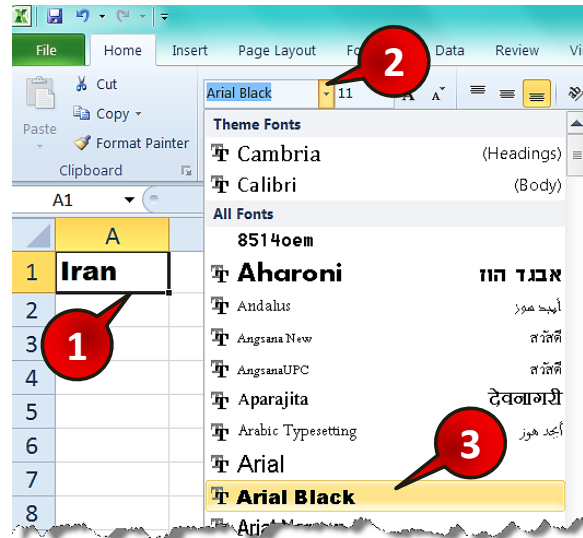 File Home Insert Page Layout Data Review
Cut
Arial Black 11 A A
Copy
Paste
Format Painter
Clipboard
Theme Fonts
Cambria (Headings)
Calibri (Body)
All Fonts
8514oem
Aharoni אבגד הוז
Andalus أبجد هوز
Angsana New สวัสดี
AngsanaUPC สวัสดี
Aparajita देवनागरी
Arabic Typesetting أبجد هوز
Arial
Arial Black
A1
A
1 Iran
2
3
4
5
6
7
8
1
2
3